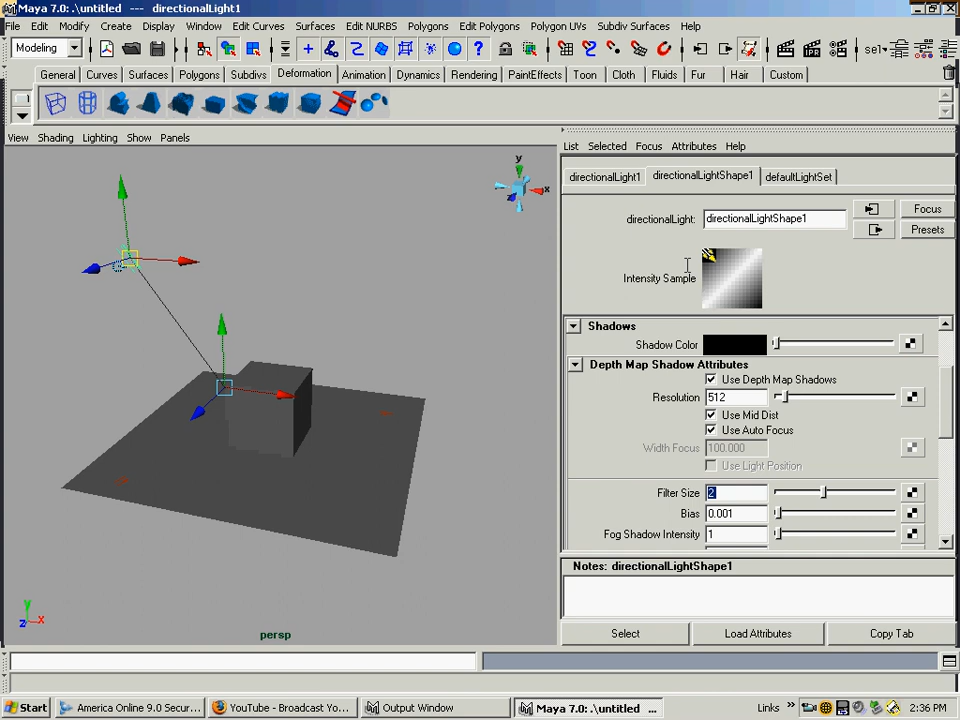 Maya 7.0: .\untitled --- directionalLight1
File Edit Modify Create Display Window Edit Curves Surfaces Edit NURBS Polygons Edit Polygons Polygon UVs Subdiv Surfaces Help
Modeling sel
General Curves Surfaces Polygons Subdivs Deformation Animation Dynamics Rendering PaintEffects Toon Cloth Fluids Fur Hair Custom
View Shading Lighting Show Panels
List Selected Focus Attributes Help
directionalLight1 directionalLightShape1 defaultLightSet
directionalLight: directionalLightShape1 Focus
Presets
Intensity Sample
Shadows
Shadow Color
Depth Map Shadow Attributes
Use Depth Map Shadows
Resolution 512
Use Mid Dist
Use Auto Focus
Width Focus 100.000
Use Light Position
Filter Size 2
Bias 0.001
Fog Shadow Intensity 1
Notes: directionalLightShape1
Select Load Attributes Copy Tab
y
x
z
y
z x
persp
Start America Online 9.0 Secur... YouTube - Broadcast Yo... Output Window Maya 7.0: .\untitled ... Links » 2:36 PM